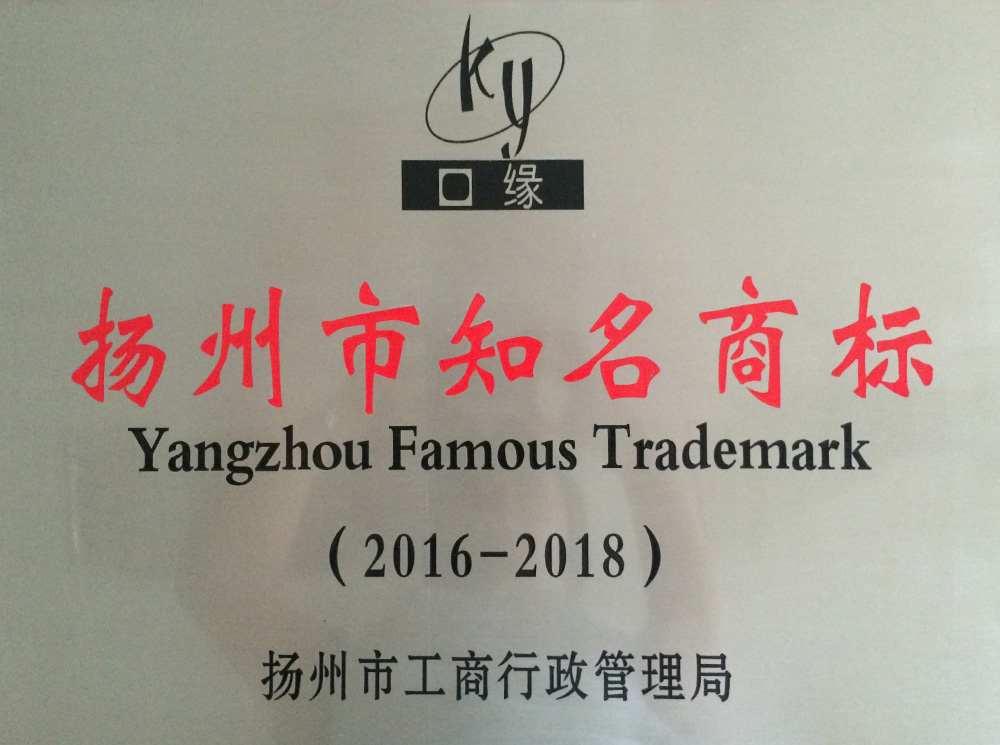 ky
口缘
扬州市知名商标
Yangzhou Famous Trademark
(2016-2018)
扬州市工商行政管理局